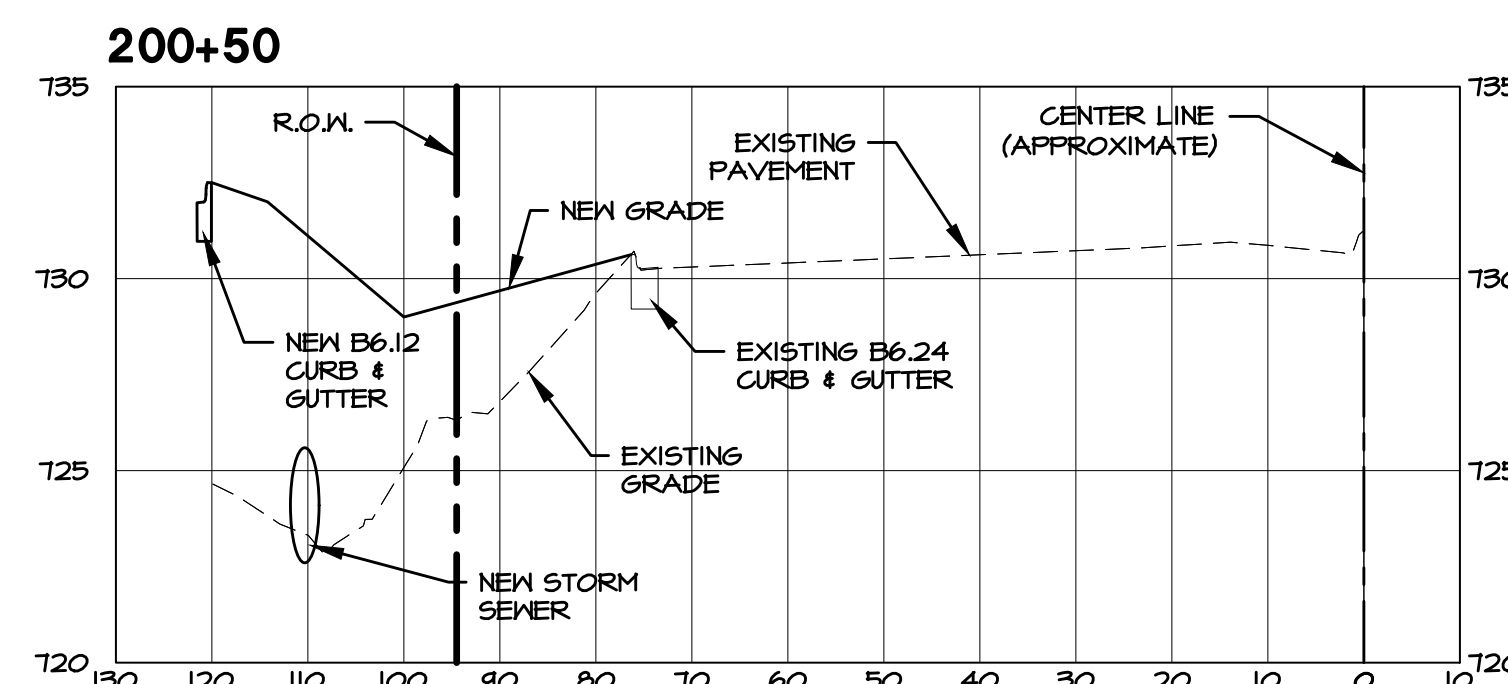 200+50
735
735
R.O.W.
CENTER LINE
(APPROXIMATE)
EXISTING
PAVEMENT
NEW GRADE
730
730
NEW B6.12
CURB &
GUTTER
EXISTING B6.24
CURB & GUTTER
725
725
EXISTING
GRADE
NEW STORM
SEWER
720
720
130 120 110 100 90 80 70 60 50 40 30 20 10 0 10